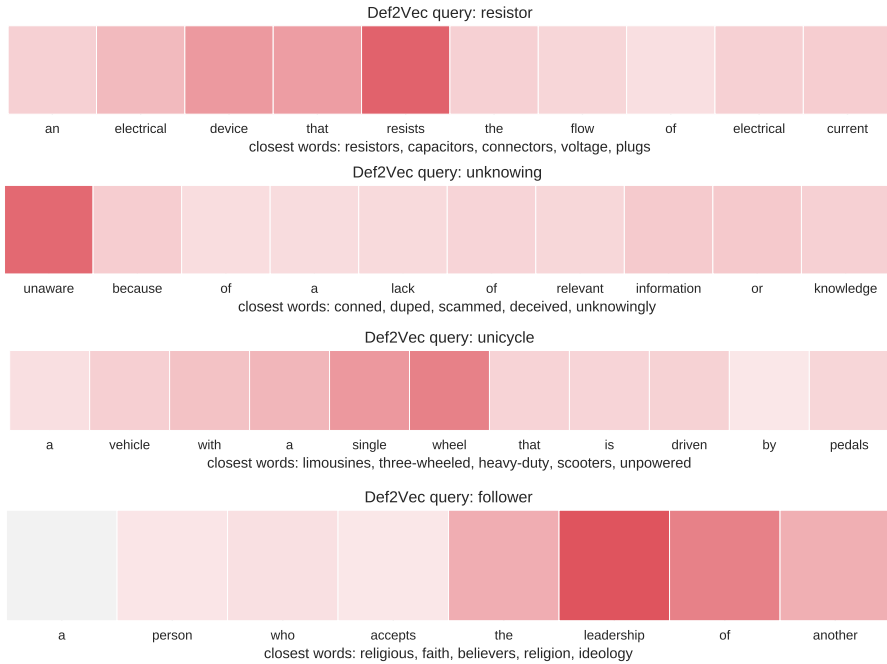 Def2Vec query: resistor
an electrical device that resists the flow of electrical current
closest words: resistors, capacitors, connectors, voltage, plugs
Def2Vec query: unknowing
unaware because of a lack of relevant information or knowledge
closest words: conned, duped, scammed, deceived, unknowingly
Def2Vec query: unicycle
a vehicle with a single wheel that is driven by pedals
closest words: limousines, three-wheeled, heavy-duty, scooters, unpowered
Def2Vec query: follower
a person who accepts the leadership of another
closest words: religious, faith, believers, religion, ideology